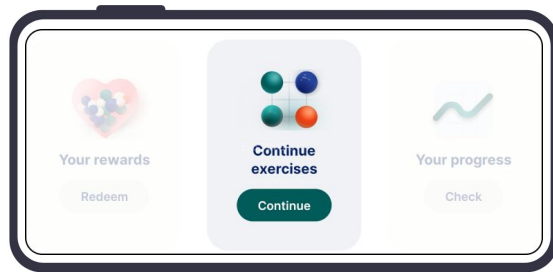 Your rewards
Redeem
Continue
exercises
Continue
Your progress
Check